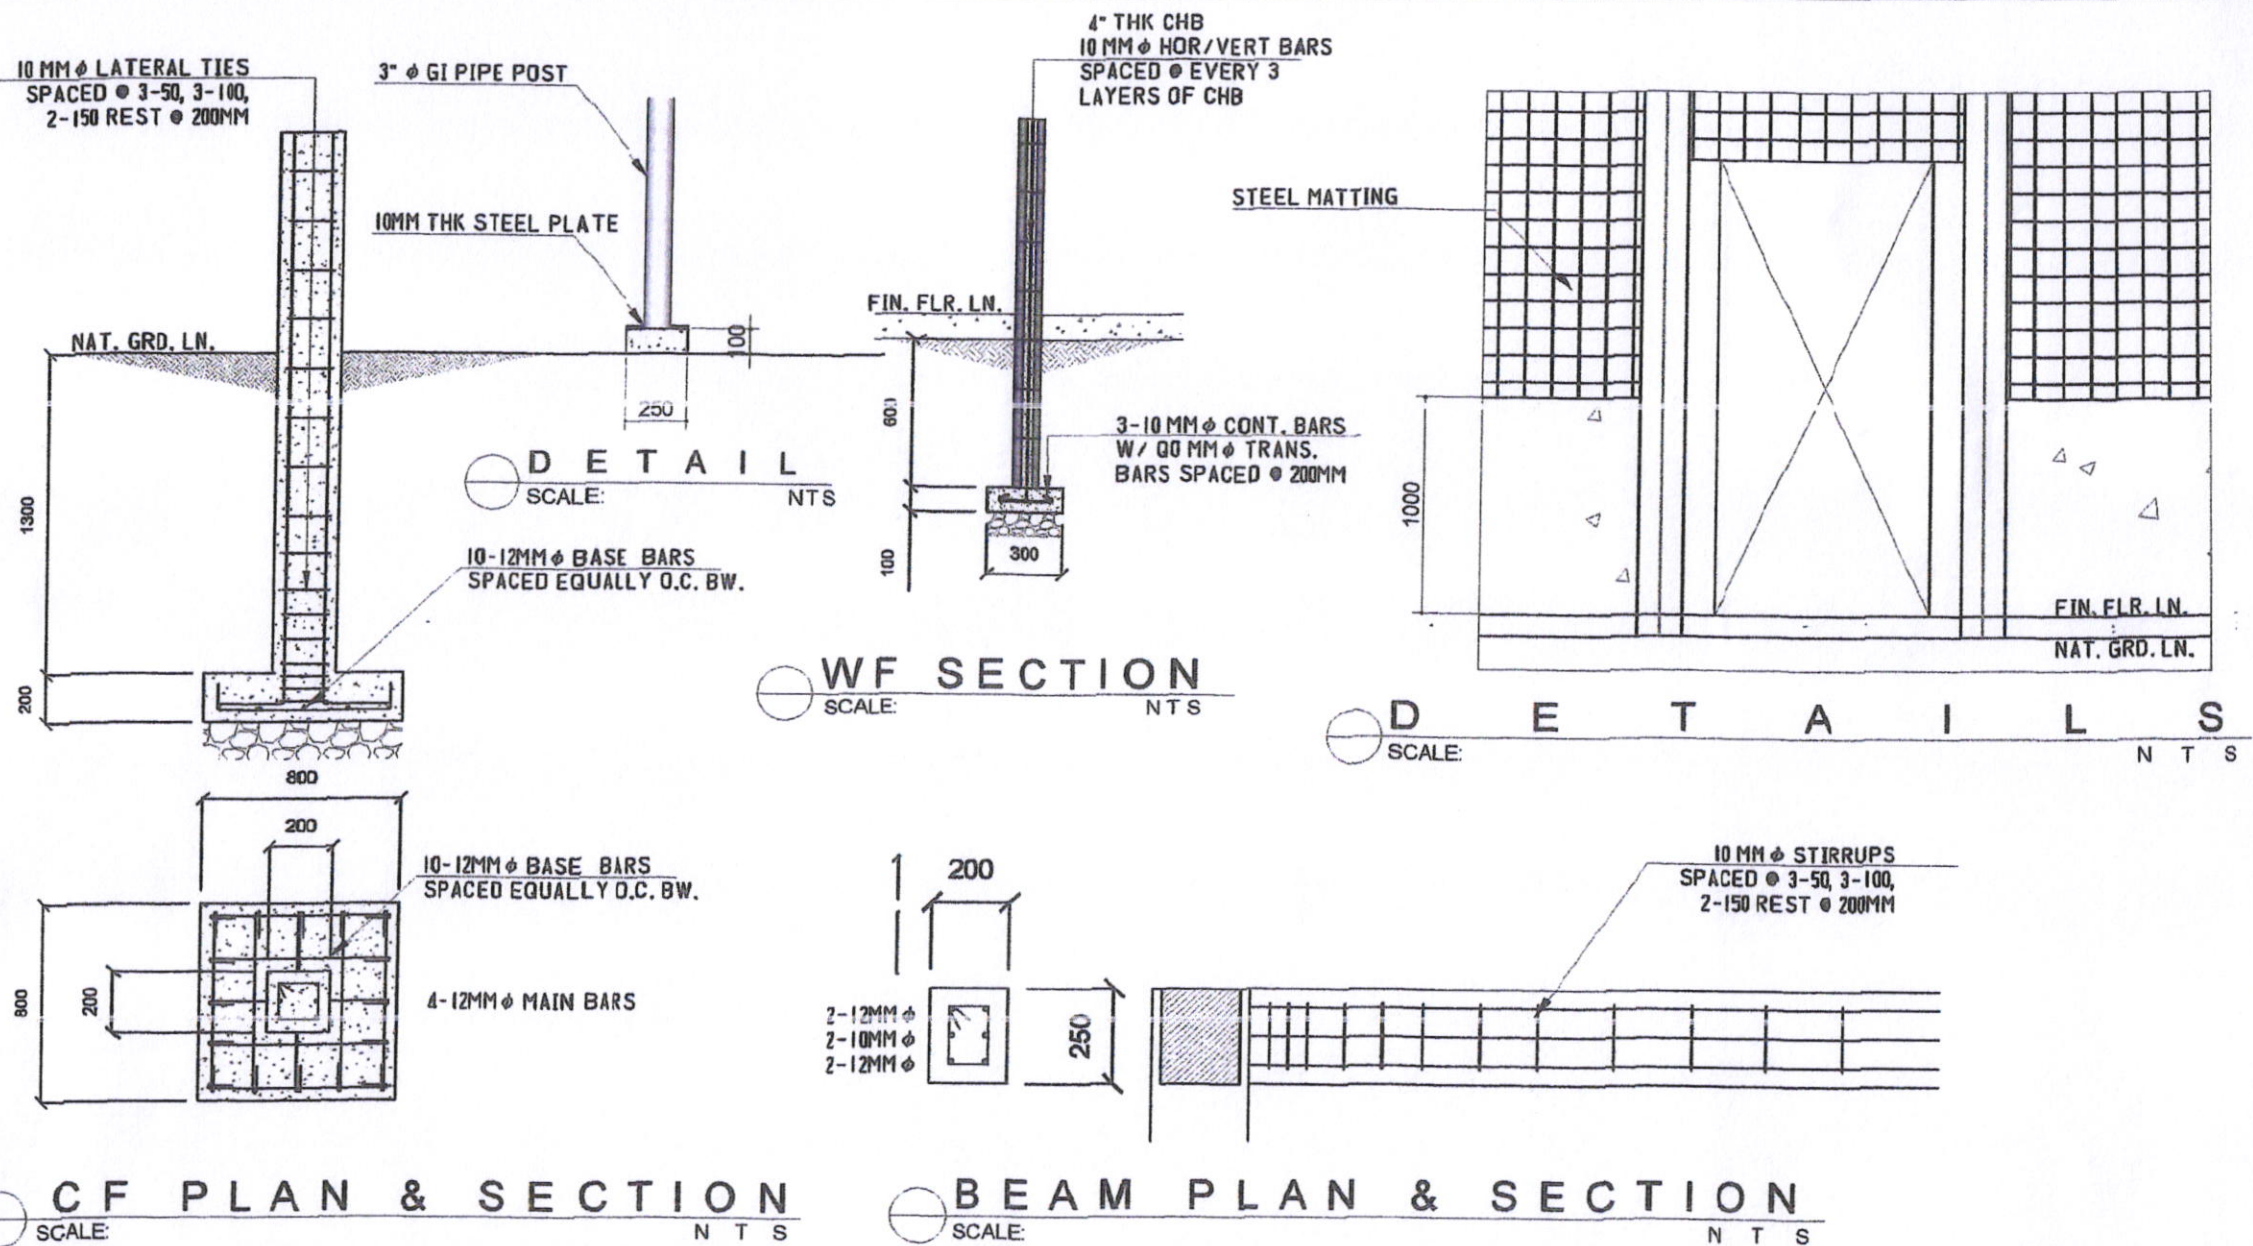 10 MM ϕ LATERAL TIES
SPACED @ 3-50, 3-100,
2-150 REST @ 200MM
NAT. GRD. LN.
1300
200
10-12MM ϕ BASE BARS
SPACED EQUALLY O.C. BW.
800
200
10-12MM ϕ BASE BARS
SPACED EQUALLY O.C. BW.
800
200
4-12MM ϕ MAIN BARS
CF PLAN & SECTION
SCALE:
NTS
3" ϕ GI PIPE POST
10MM THK STEEL PLATE
100
250
DETAIL
SCALE:
NTS
4" THK CHB
10 MM ϕ HOR/VERT BARS
SPACED @ EVERY 3
LAYERS OF CHB
FIN. FLR. LN.
600
100
300
3-10 MM ϕ CONT. BARS
W/ Q0 MM ϕ TRANS.
BARS SPACED @ 200MM
WF SECTION
SCALE:
NTS
STEEL MATTING
1000
FIN. FLR. LN.
NAT. GRD. LN.
DETAILS
SCALE:
NTS
200
2-12MM ϕ
2-10MM ϕ
2-12MM ϕ
250
10 MM ϕ STIRRUPS
SPACED @ 3-50, 3-100,
2-150 REST @ 200MM
BEAM PLAN & SECTION
SCALE:
NTS